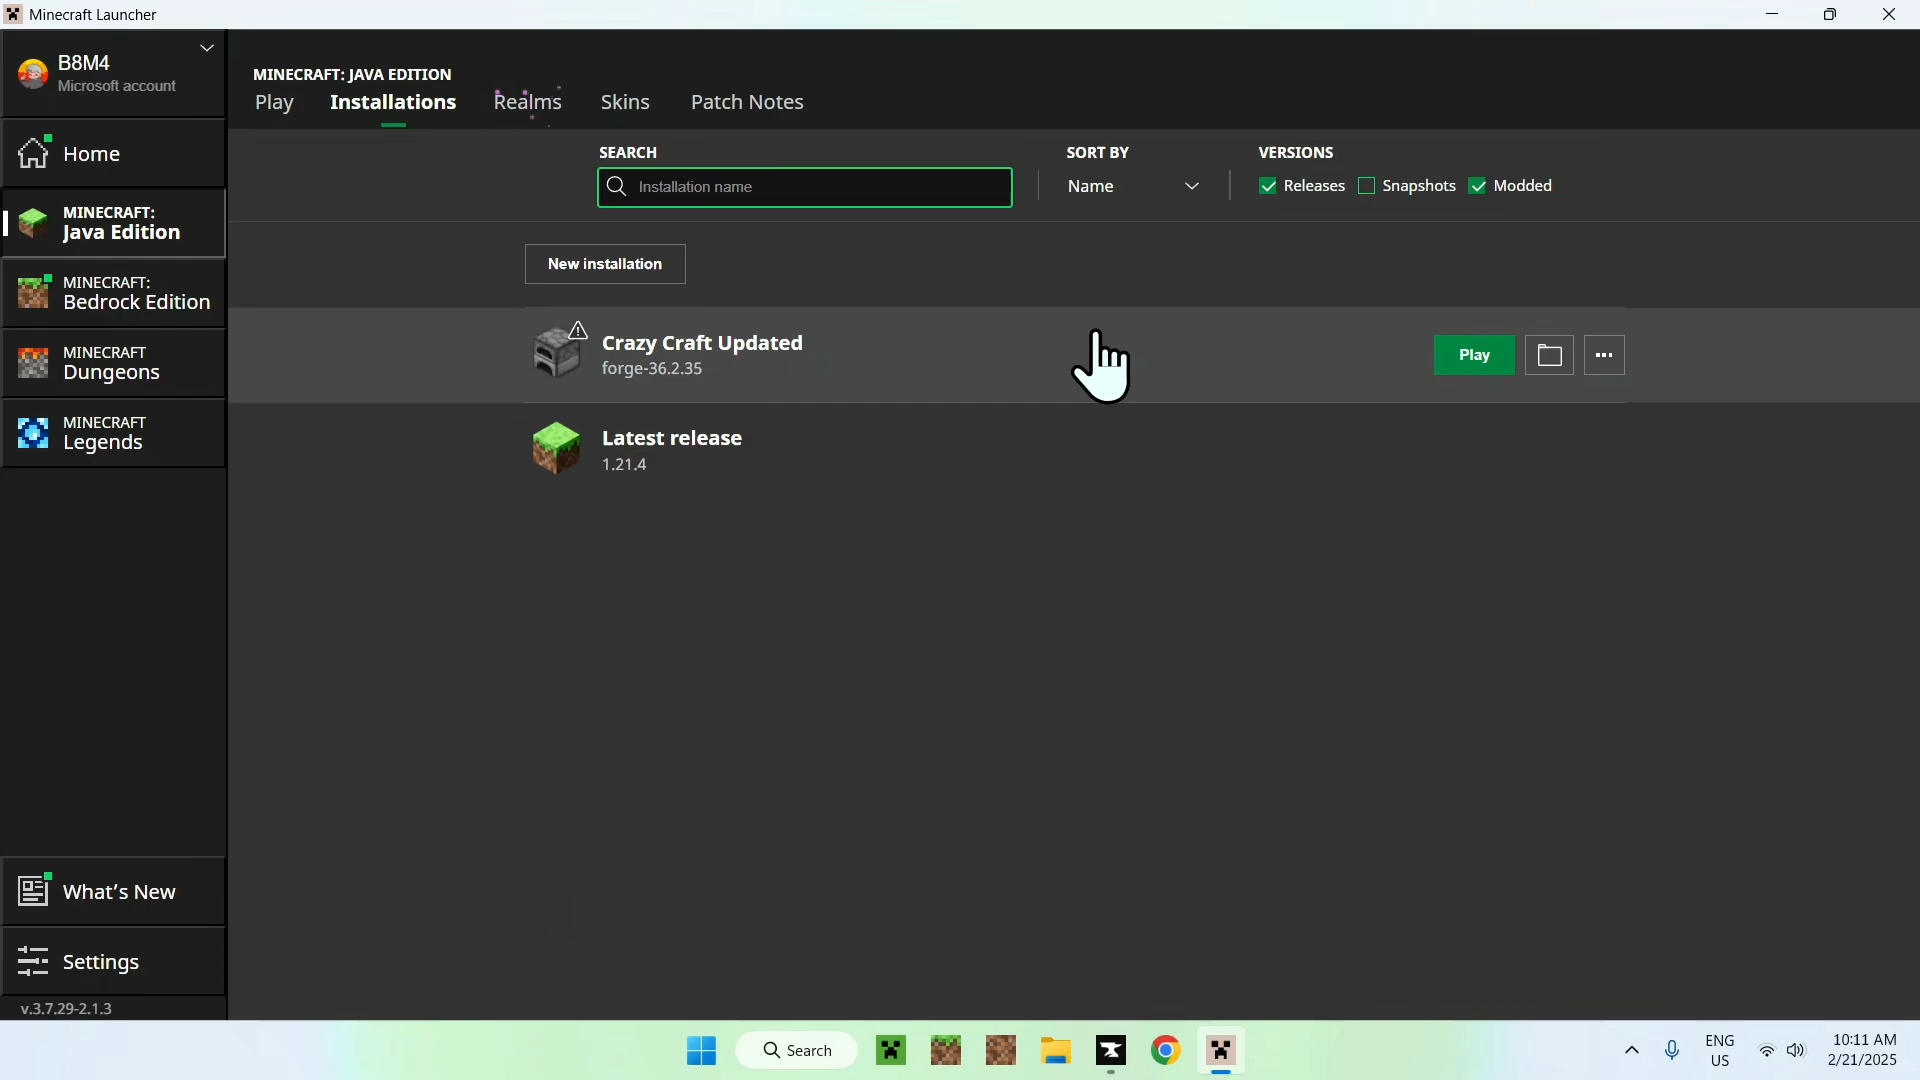 Minecraft Launcher
B8M4
Microsoft account
Home
MINECRAFT:
Java Edition
MINECRAFT:
Bedrock Edition
MINECRAFT
Dungeons
MINECRAFT
Legends
What's New
Settings
v.3.7.29-2.1.3
MINECRAFT: JAVA EDITION
Play Installations Realms Skins Patch Notes
SEARCH
Installation name
SORT BY
Name
VERSIONS
Releases Snapshots Modded
New installation
Crazy Craft Updated
forge-36.2.35
Play
Latest release
1.21.4
Search
ENG
US
10:11 AM
2/21/2025